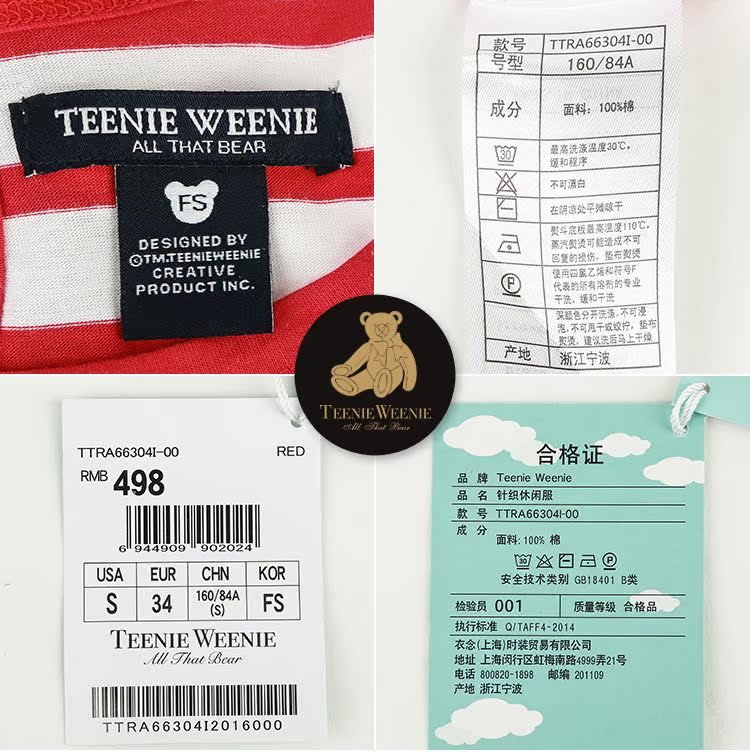 TEENIE WEENIE
ALL THAT BEAR
FS
DESIGNED BY
©TM.TEENIEWEENIE
CREATIVE
PRODUCT INC.
款号 TTRA66304I-00
号型 160/84A
成分 面料: 100%棉
30
最高洗涤温度30℃,
缓和程序
不可漂白
在阴凉处平摊晾干
熨斗底板最高温度110℃,
蒸汽熨烫可能造成不可
回复的损伤, 垫布熨烫
P
使用四氯乙烯和符号F
代表的所有溶剂的专业
干洗, 缓和干洗
深颜色分开洗涤, 不可浸
泡, 不可甩干或绞拧, 垫布
熨烫, 建议洗后马上干燥
产地 浙江宁波
TEENIE WEENIE
All That Bear
TTRA66304I-00 RED
RMB 498
6 944909 902024
USA EUR CHN KOR
S 34 160/84A (S) FS
TEENIE WEENIE
All That Bear
TTRA66304I2016000
合格证
品 牌 Teenie Weenie
品 名 针织休闲服
款 号 TTRA66304I-00
成 分
面料: 100% 棉
安全技术类别 GB18401 B类
检验员 001 质量等级 合格品
执行标准 Q/TAFF4-2014
衣念(上海)时装贸易有限公司
地址 上海闵行区虹梅南路4999弄21号
电话 800820-1898 邮编 201109
产地 浙江宁波